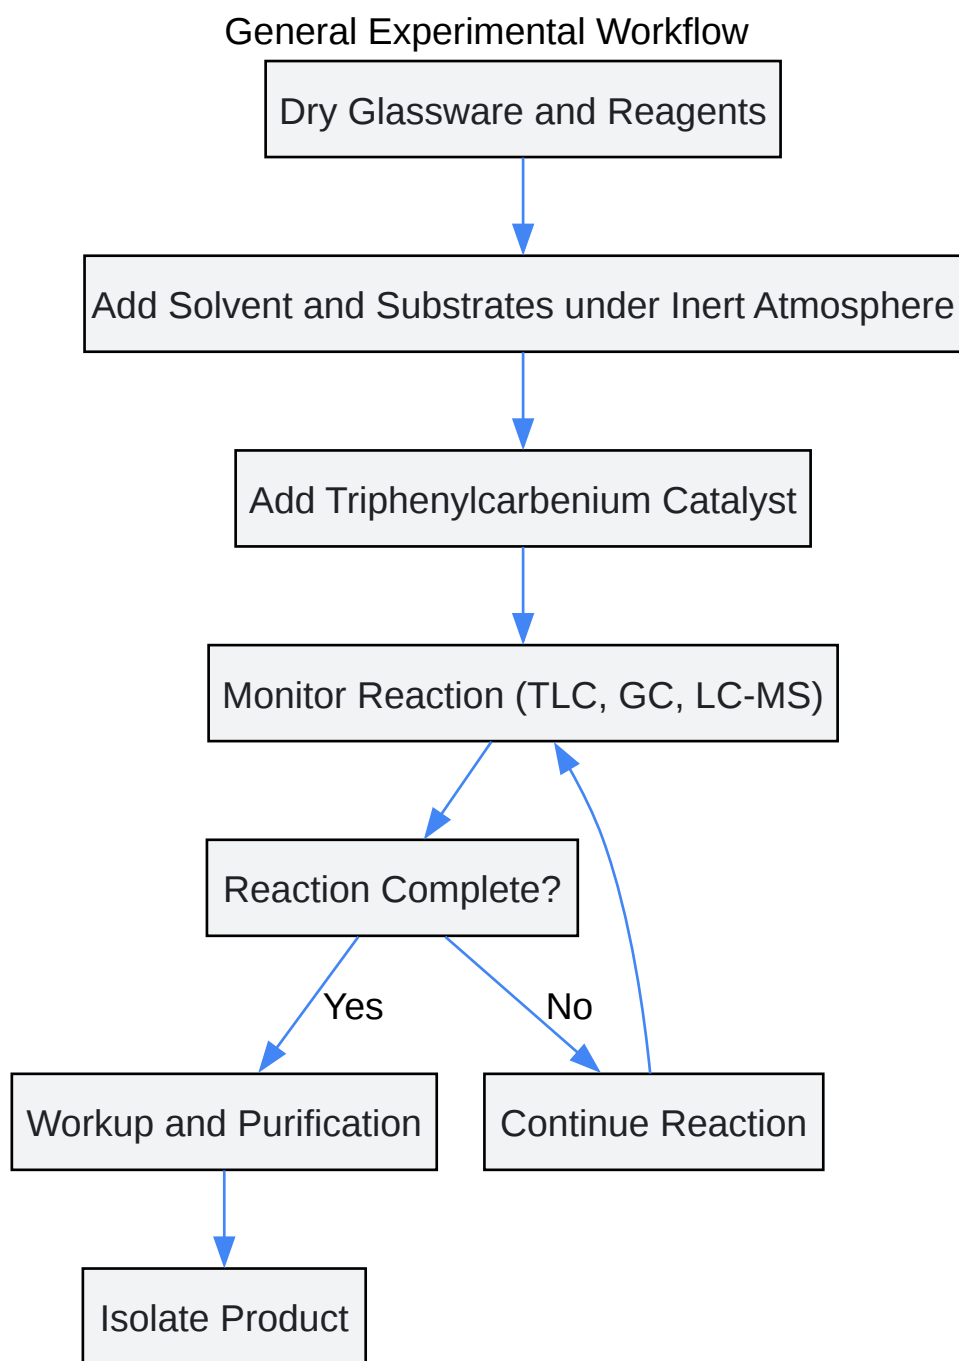 General Experimental Workflow
Dry Glassware and Reagents
Add Solvent and Substrates under Inert Atmosphere
Add Triphenylcarbenium Catalyst
Monitor Reaction (TLC, GC, LC-MS)
Reaction Complete?
Yes
No
Workup and Purification
Continue Reaction
Isolate Product